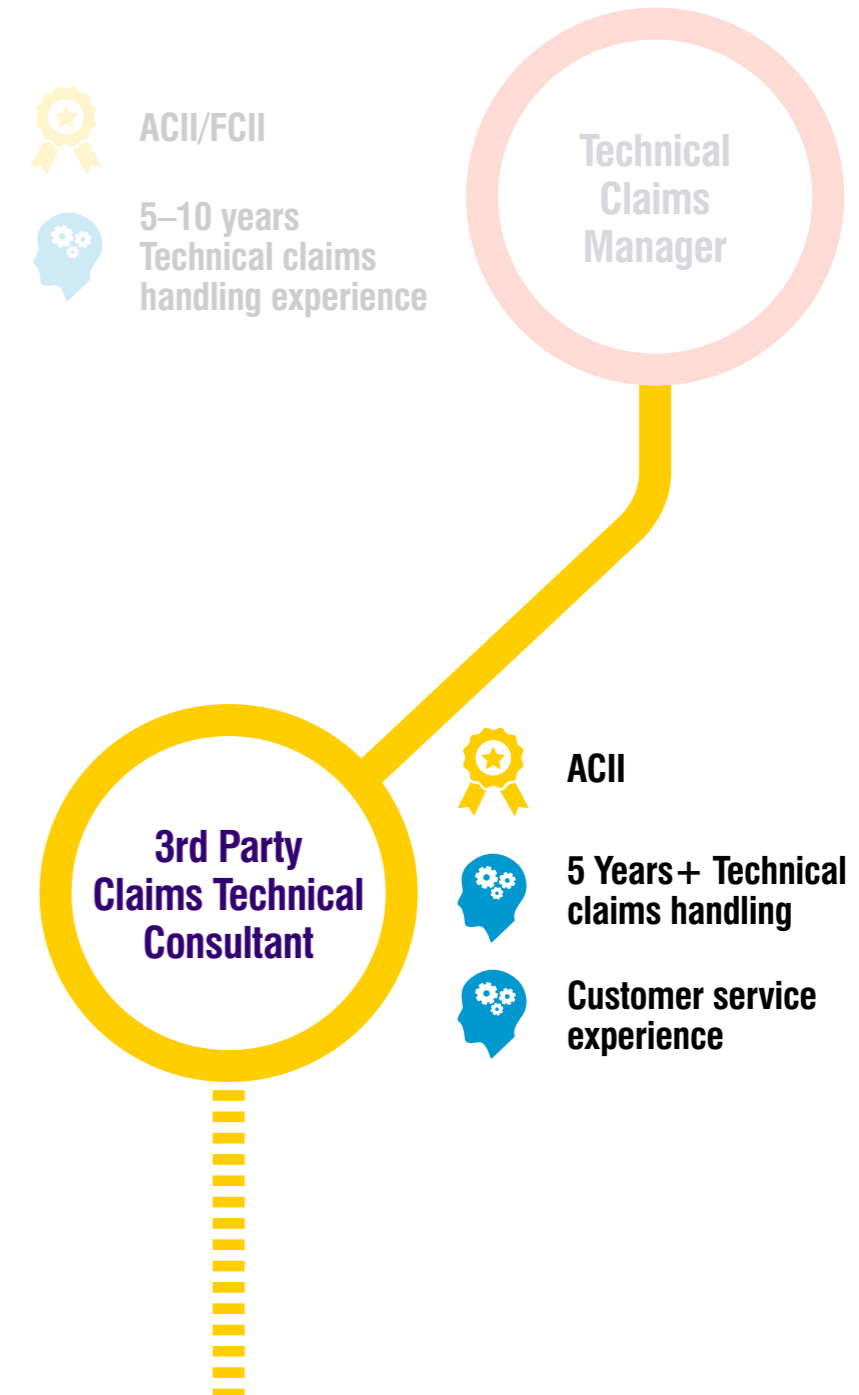 ACII/FCII
5–10 years
Technical claims
handling experience
Technical
Claims
Manager
ACII
5 Years+ Technical
claims handling
Customer service
experience
3rd Party
Claims Technical
Consultant